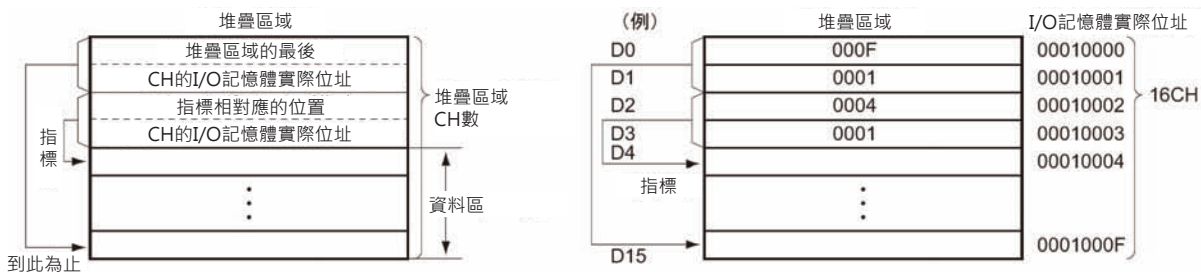 堆疊區域
堆疊區域的最後
CH的I/O記憶體實際位址
指標相對應的位置
CH的I/O記憶體實際位址
指標
堆疊區域
CH數
資料區
到此為止
(例)
堆疊區域
I/O記憶體實際位址
D0 000F 00010000
D1 0001 00010001
D2 0004 00010002
D3 0001 00010003
D4 00010004
指標
16CH
D15 0001000F